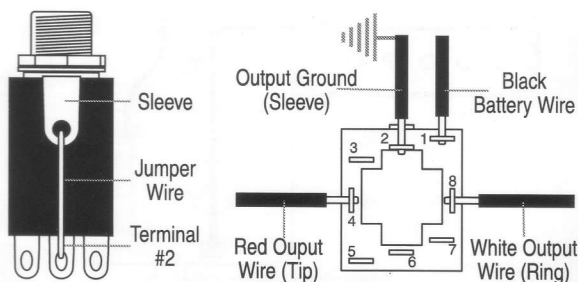 Sleeve
Jumper
Wire
Terminal
#2
Output Ground
(Sleeve)
Black
Battery Wire
2
1
3
8
4
7
6
5
Red Ouput
Wire (Tip)
White Output
Wire (Ring)